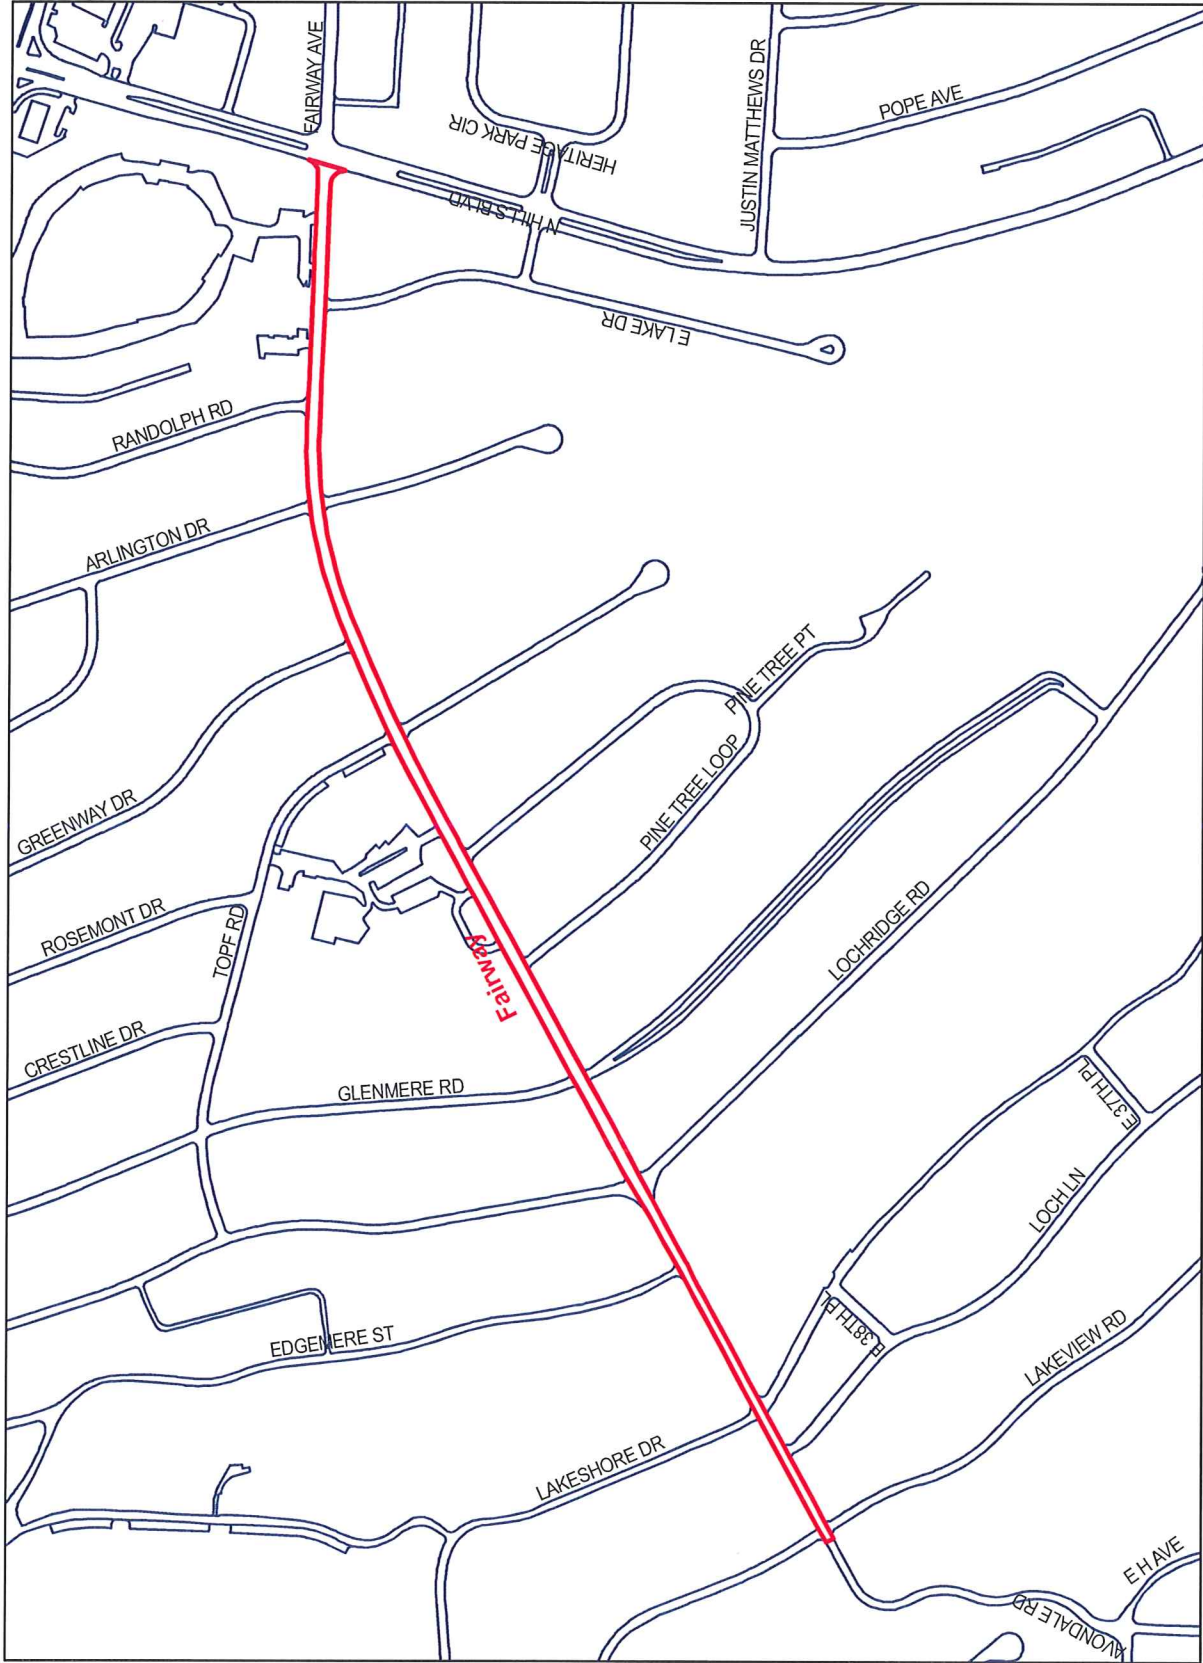 FAIRWAY AVE
HERITAGE PARK CIR
JUSTIN MATTHEWS DR
POPE AVE
N HILLS BLVD
E LAKE DR
RANDOLPH RD
ARLINGTON DR
PINE TREE PT
GREENWAY DR
PINE TREE LOOP
ROSEMONT DR
TOPF RD
LOCHRIDGE RD
Fairway
CRESTLINE DR
GLENMERE RD
E 37TH PL
LOCH LN
EDGEMERE ST
E 38TH PL
LAKEVIEW RD
LAKESHORE DR
E H AVE
AVONDALE RD